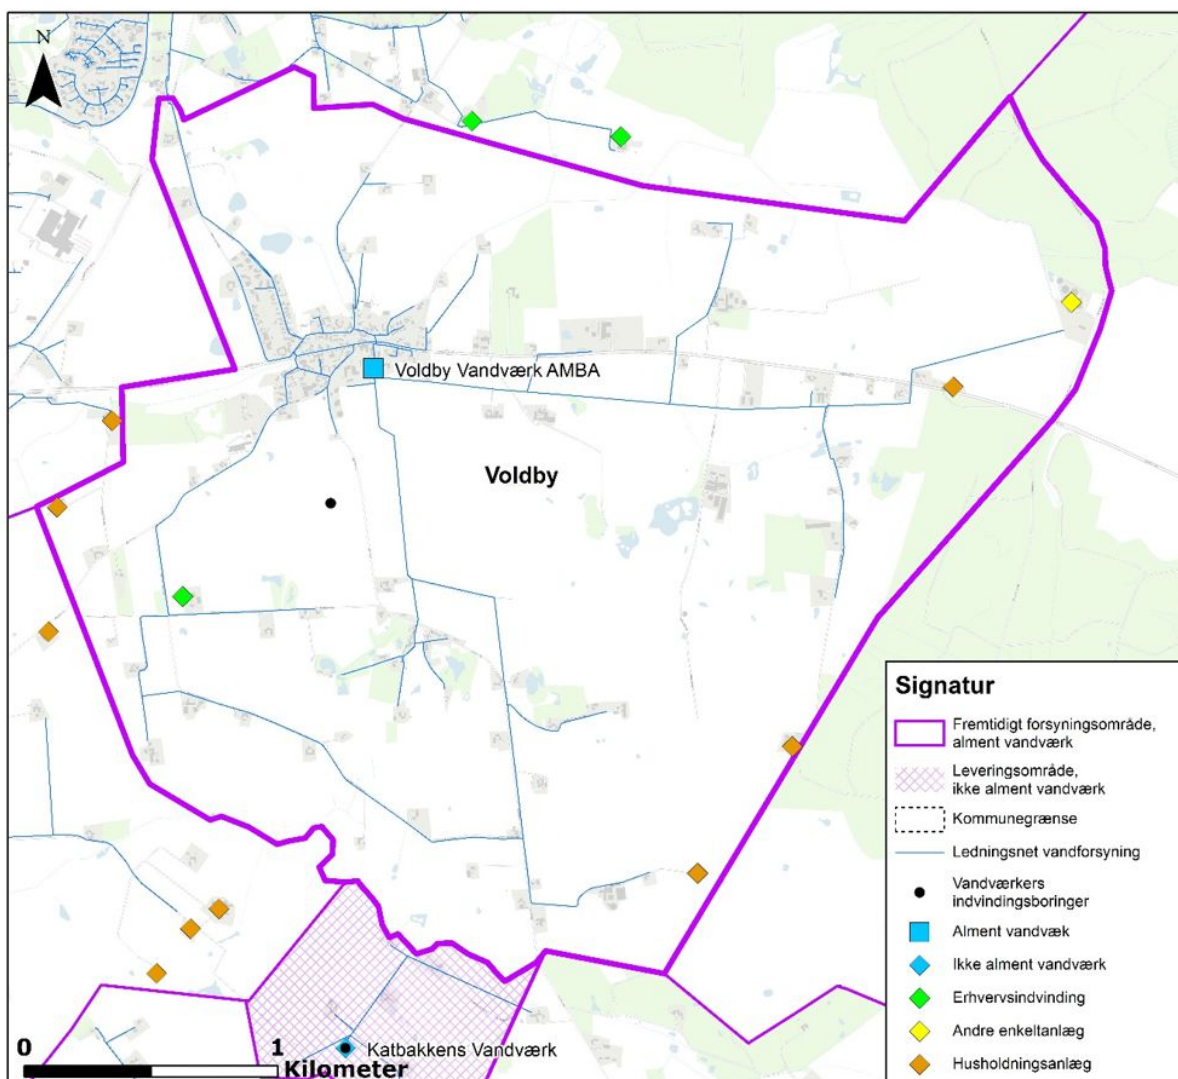 N
Voldby Vandværk AMBA
Voldby
Signatur
Fremtidigt forsyningsområde,
alment vandværk
Leveringsområde,
ikke alment vandværk
Kommunegrænse
Ledningsnet vandforsyning
Vandværkers
indvindingsboringer
Alment vandvæk
Ikke alment vandværk
Erhvervsindvinding
Andre enkeltanlæg
Husholdningsanlæg
Katbakkens Vandværk
0 1
Kilometer